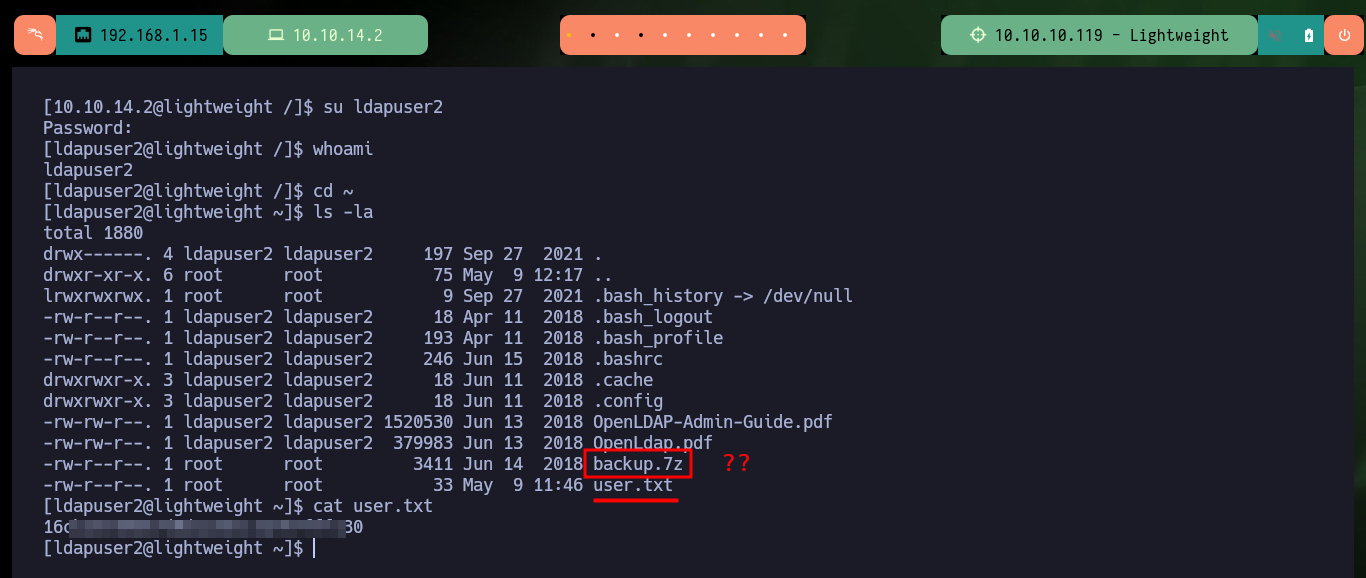 192.168.1.15 10.10.14.2 10.10.10.119 - Lightweight
[10.10.14.2@lightweight /]$ su ldapuser2
Password:
[ldapuser2@lightweight /]$ whoami
ldapuser2
[ldapuser2@lightweight /]$ cd ~
[ldapuser2@lightweight ~]$ ls -la
total 1880
drwx------. 4 ldapuser2 ldapuser2     197 Sep 27  2021 .
drwxr-xr-x. 6 root      root           75 May  9 12:17 ..
lrwxrwxrwx. 1 root      root            9 Sep 27  2021 .bash_history -> /dev/null
-rw-r--r--. 1 ldapuser2 ldapuser2      18 Apr 11  2018 .bash_logout
-rw-r--r--. 1 ldapuser2 ldapuser2     193 Apr 11  2018 .bash_profile
-rw-r--r--. 1 ldapuser2 ldapuser2     246 Jun 15  2018 .bashrc
drwxrwxr-x. 3 ldapuser2 ldapuser2      18 Jun 11  2018 .cache
drwxrwxr-x. 3 ldapuser2 ldapuser2      18 Jun 11  2018 .config
-rw-rw-r--. 1 ldapuser2 ldapuser2 1520530 Jun 13  2018 OpenLDAP-Admin-Guide.pdf
-rw-rw-r--. 1 ldapuser2 ldapuser2  379983 Jun 13  2018 OpenLdap.pdf
-rw-r--r--. 1 root      root         3411 Jun 14  2018 backup.7z ??
-rw-r--r--. 1 root      root           33 May  9 11:46 user.txt
[ldapuser2@lightweight ~]$ cat user.txt
[ldapuser2@lightweight ~]$